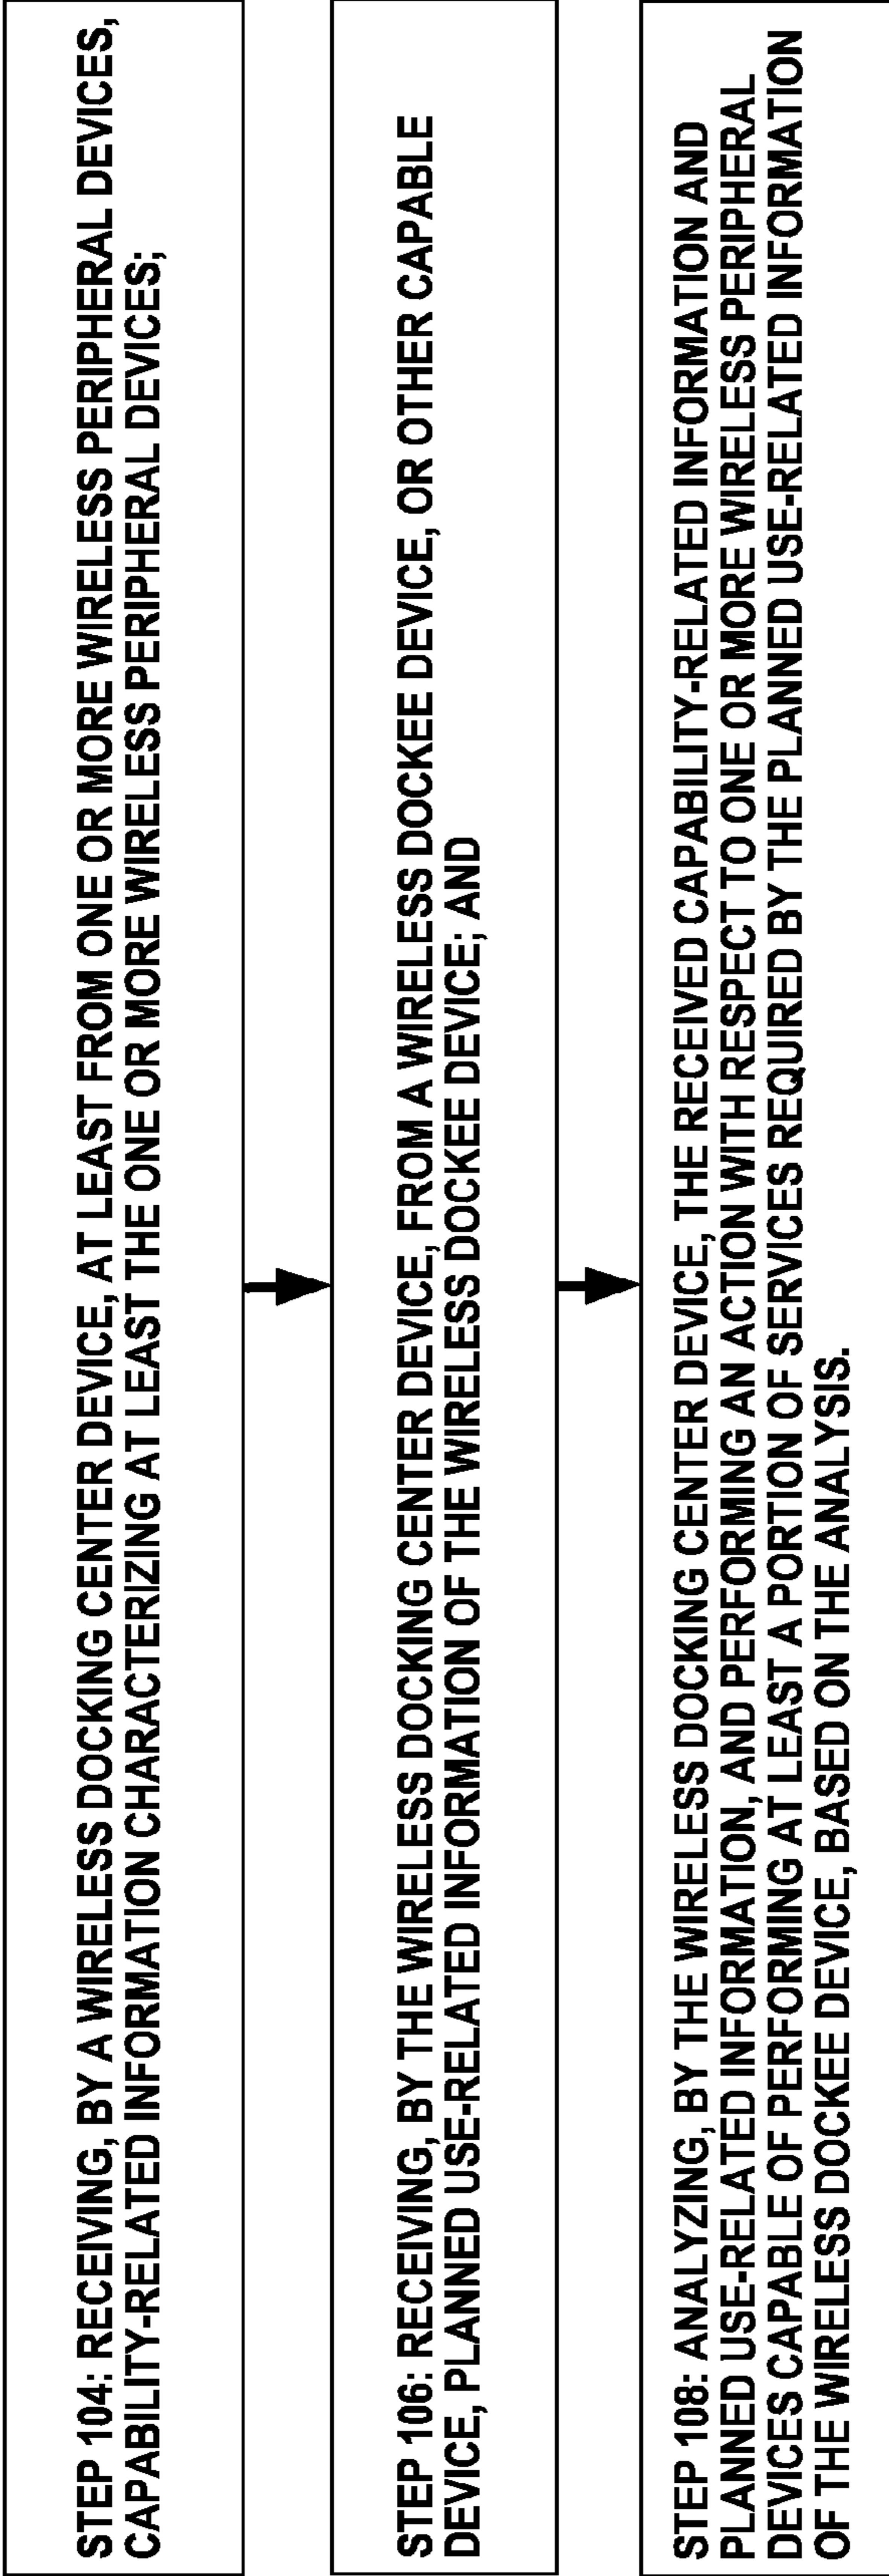 STEP 104: RECEIVING, BY A WIRELESS DOCKING CENTER DEVICE, AT LEAST FROM ONE OR MORE WIRELESS PERIPHERAL DEVICES,
CAPABILITY-RELATED INFORMATION CHARACTERIZING AT LEAST THE ONE OR MORE WIRELESS PERIPHERAL DEVICES;
STEP 106: RECEIVING, BY THE WIRELESS DOCKING CENTER DEVICE, FROM A WIRELESS DOCKEE DEVICE, OR OTHER CAPABLE
DEVICE, PLANNED USE-RELATED INFORMATION OF THE WIRELESS DOCKEE DEVICE; AND
STEP 108: ANALYZING, BY THE WIRELESS DOCKING CENTER DEVICE, THE RECEIVED CAPABILITY-RELATED INFORMATION AND
PLANNED USE-RELATED INFORMATION, AND PERFORMING AN ACTION WITH RESPECT TO ONE OR MORE WIRELESS PERIPHERAL
DEVICES CAPABLE OF PERFORMING AT LEAST A PORTION OF SERVICES REQUIRED BY THE PLANNED USE-RELATED INFORMATION
OF THE WIRELESS DOCKEE DEVICE, BASED ON THE ANALYSIS.